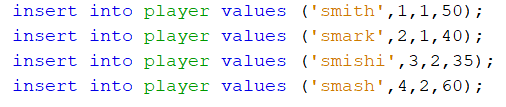 insert into player values ('smith',1,1,50);
insert into player values ('smark',2,1,40);
insert into player values ('smishi',3,2,35);
insert into player values ('smash',4,2,60);